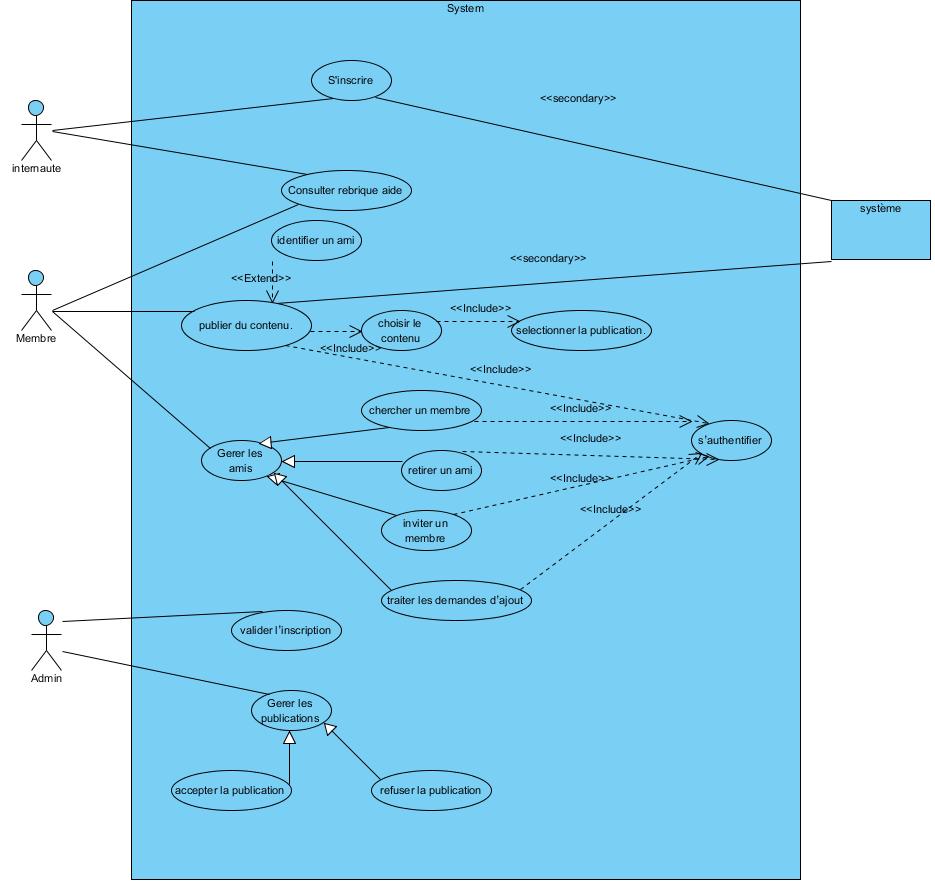 System
S'inscrire
<<secondary>>
internaute
Consulter rebrique aide
système
identifier un ami
<<Extend>>
<<secondary>>
Membre
publier du contenu.
<<Include>>
choisir le
contenu
<<Include>>
selectionner la publication.
<<Include>>
chercher un membre
<<Include>>
Gerer les
amis
<<Include>>
s'authentifier
retirer un ami
<<Include>>
inviter un
membre
<<Include>>
traiter les demandes d'ajout
valider l'inscription
Admin
Gerer les
publications
accepter la publication
refuser la publication